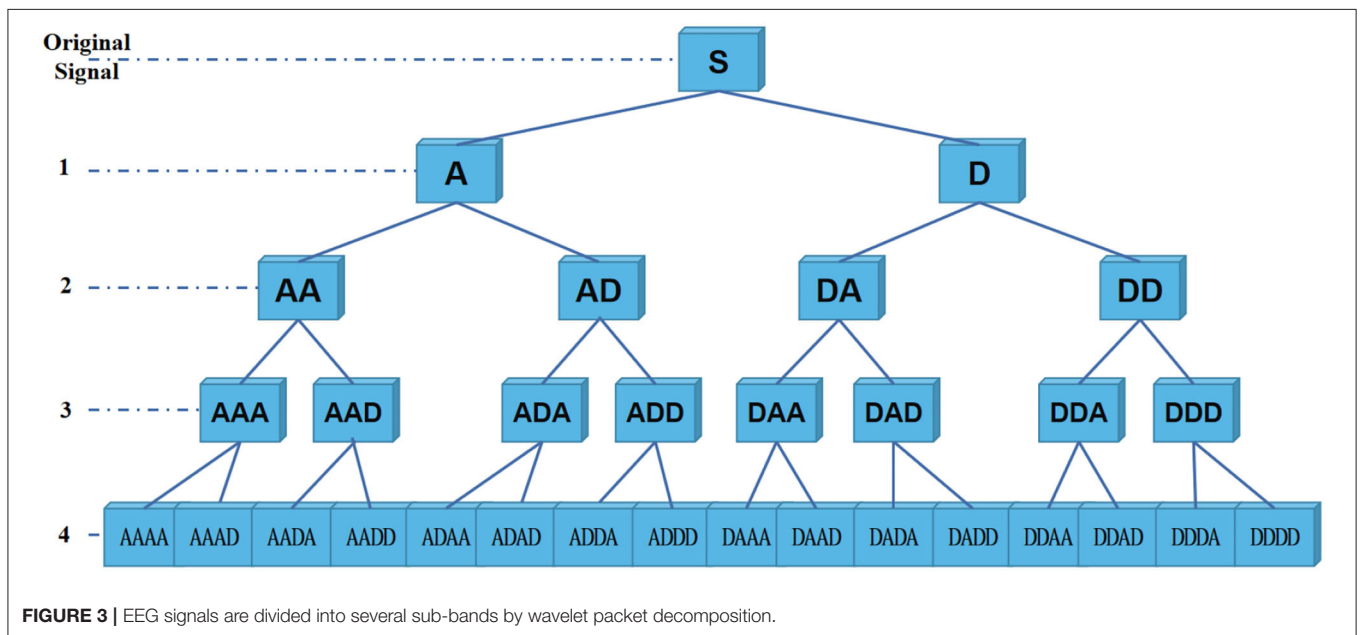 Original
Signal
S
1
A
D
2
AA
AD
DA
DD
3
AAA
AAD
ADA
ADD
DAA
DAD
DDA
DDD
4
AAAA AAAD AADA AADD ADAA ADAD ADDA ADDD DAAA DAAD DADA DADD DDAA DDAD DDDA DDDD
FIGURE 3 | EEG signals are divided into several sub-bands by wavelet packet decomposition.